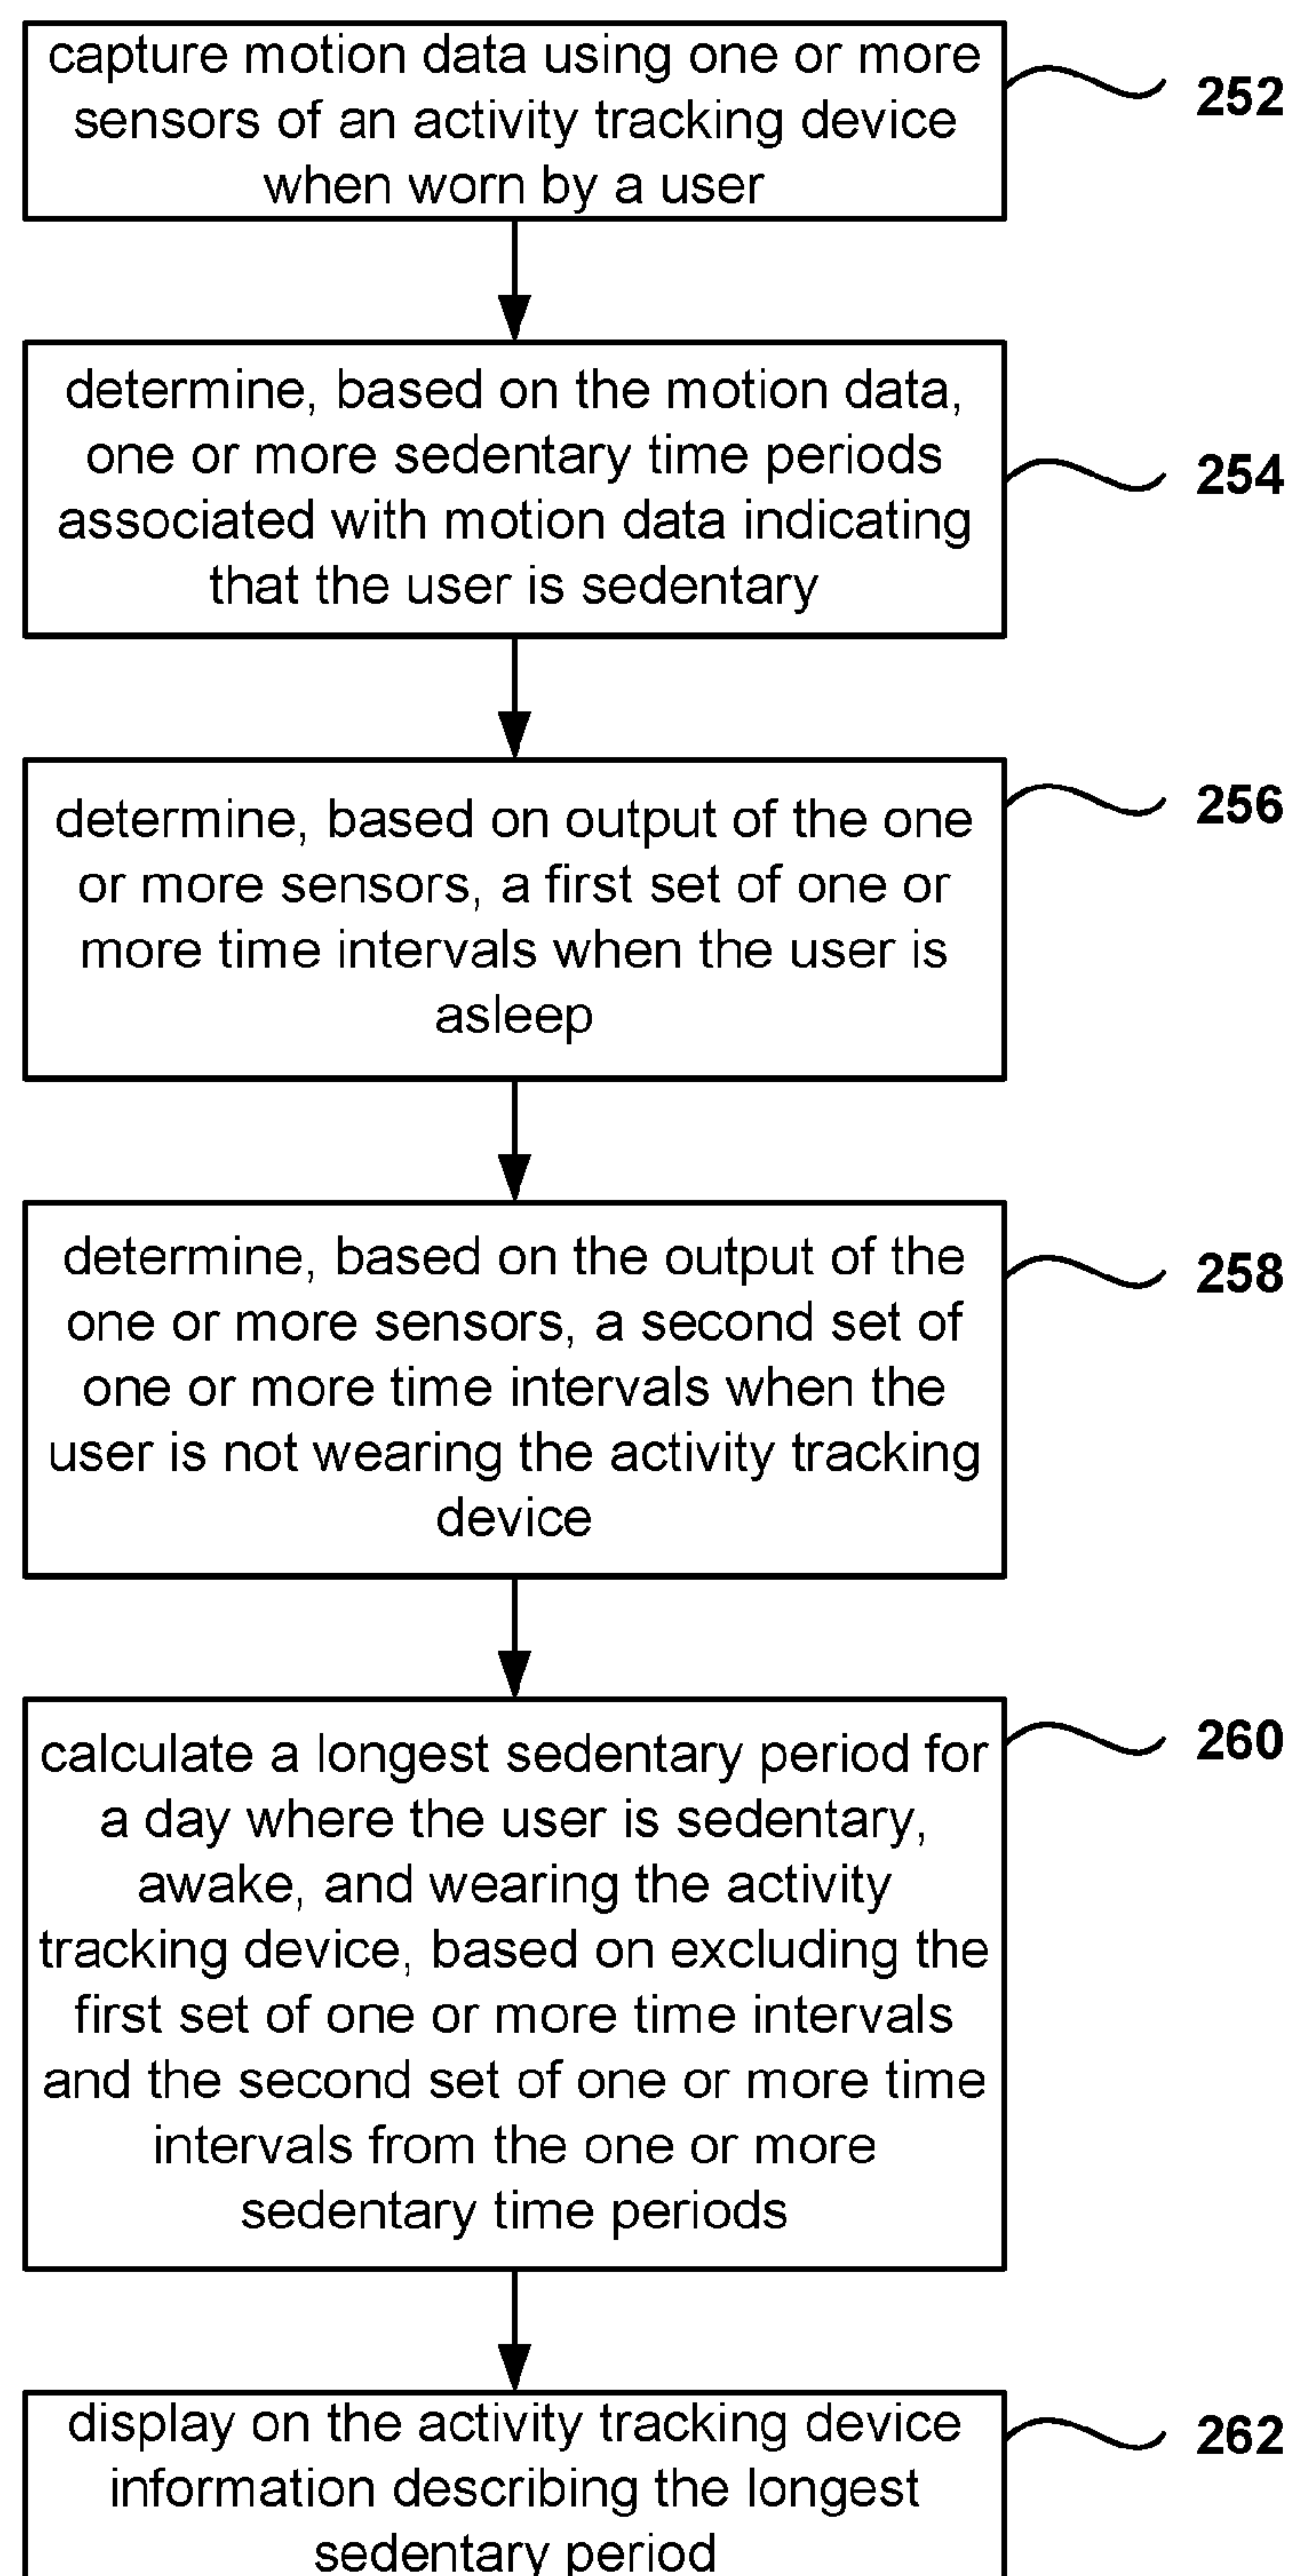 capture motion data using one or more
sensors of an activity tracking device
when worn by a user
252
determine, based on the motion data,
one or more sedentary time periods
associated with motion data indicating
that the user is sedentary
254
determine, based on output of the one
or more sensors, a first set of one or
more time intervals when the user is
asleep
256
determine, based on the output of the
one or more sensors, a second set of
one or more time intervals when the
user is not wearing the activity tracking
device
258
calculate a longest sedentary period for
a day where the user is sedentary,
awake, and wearing the activity
tracking device, based on excluding the
first set of one or more time intervals
and the second set of one or more time
intervals from the one or more
sedentary time periods
260
display on the activity tracking device
information describing the longest
sedentary period
262